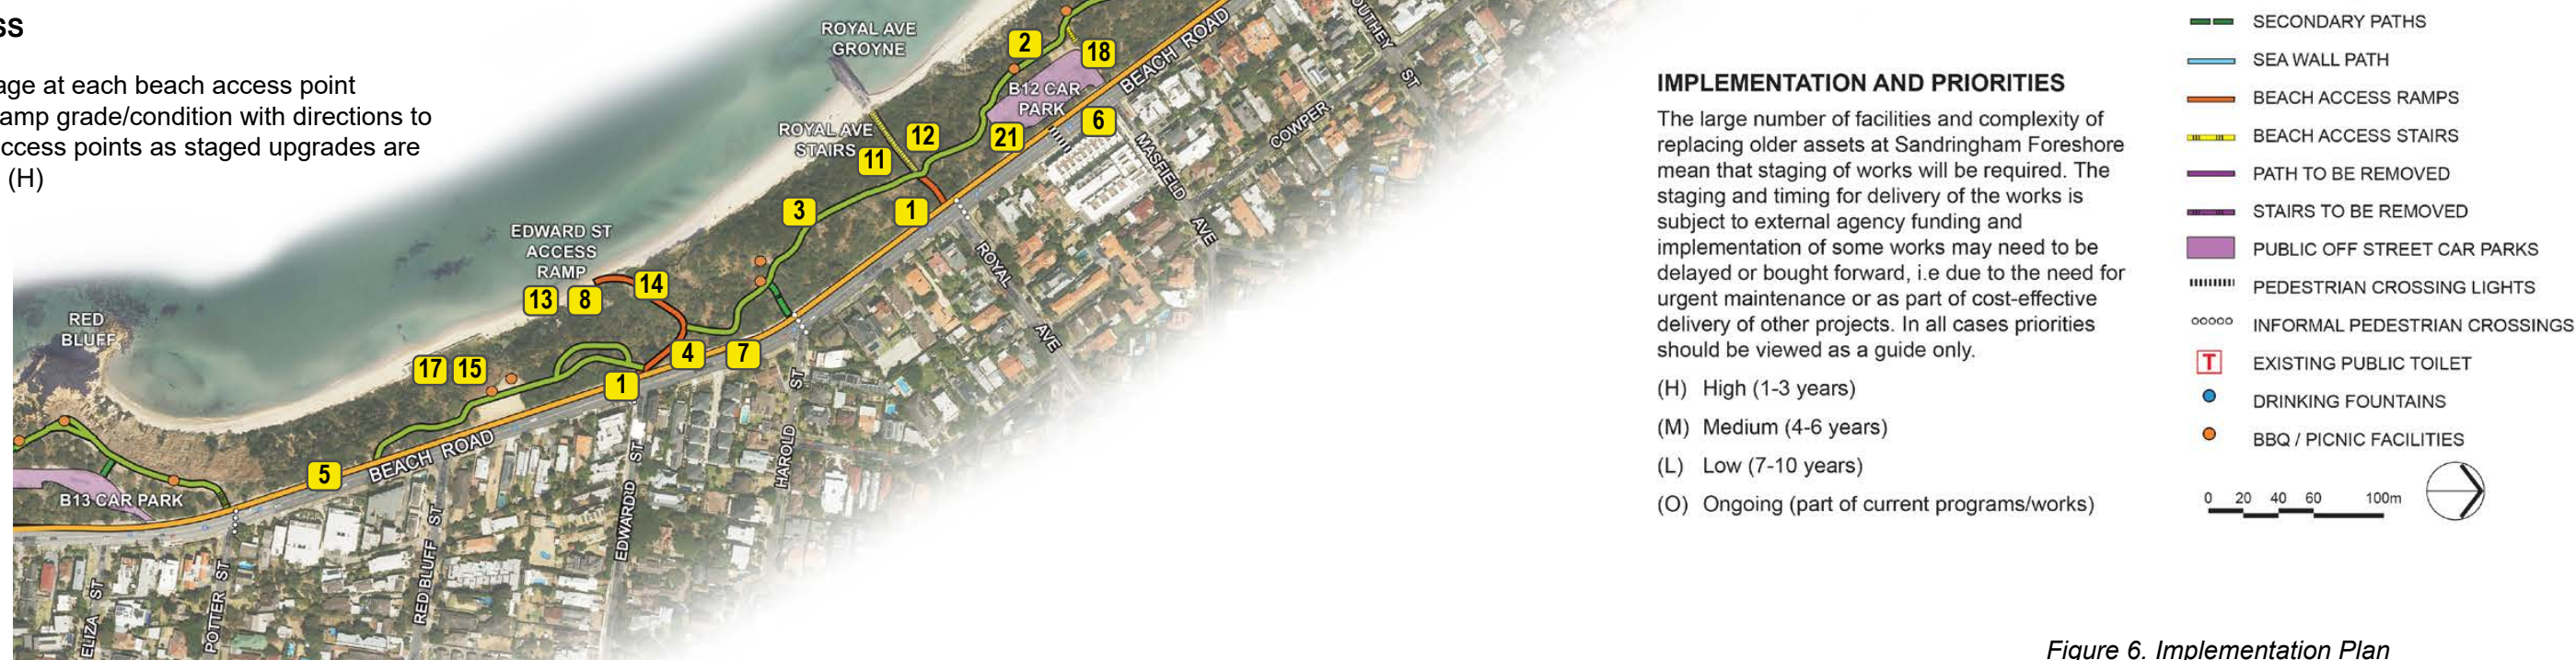 ss
age at each beach access point
amp grade/condition with directions to
ccess points as staged upgrades are
(H)
ROYAL AVE
GROYNE
2
18
BEACH ROAD
OUTHEY
ST
B12 CAR
PARK
6
ROYAL AVE
STAIRS
12
11
21
COWPER
MASFIELD
AVE
3
1
EDWARD ST
ACCESS
RAMP
14
13
8
ROYAL
AVE
RED
BLUFF
17
15
4
7
1
ST
HAROLD
5
BEACH ROAD
B13 CAR PARK
ELIZA ST
POTTER ST
RED BLUFF ST
EDWARD ST
IMPLEMENTATION AND PRIORITIES
The large number of facilities and complexity of
replacing older assets at Sandringham Foreshore
mean that staging of works will be required. The
staging and timing for delivery of the works is
subject to external agency funding and
implementation of some works may need to be
delayed or bought forward, i.e due to the need for
urgent maintenance or as part of cost-effective
delivery of other projects. In all cases priorities
should be viewed as a guide only.
(H) High (1-3 years)
(M) Medium (4-6 years)
(L) Low (7-10 years)
(O) Ongoing (part of current programs/works)
SECONDARY PATHS
SEA WALL PATH
BEACH ACCESS RAMPS
BEACH ACCESS STAIRS
PATH TO BE REMOVED
STAIRS TO BE REMOVED
PUBLIC OFF STREET CAR PARKS
PEDESTRIAN CROSSING LIGHTS
INFORMAL PEDESTRIAN CROSSINGS
T EXISTING PUBLIC TOILET
DRINKING FOUNTAINS
BBQ / PICNIC FACILITIES
0 20 40 60 100m
Figure 6. Implementation Plan